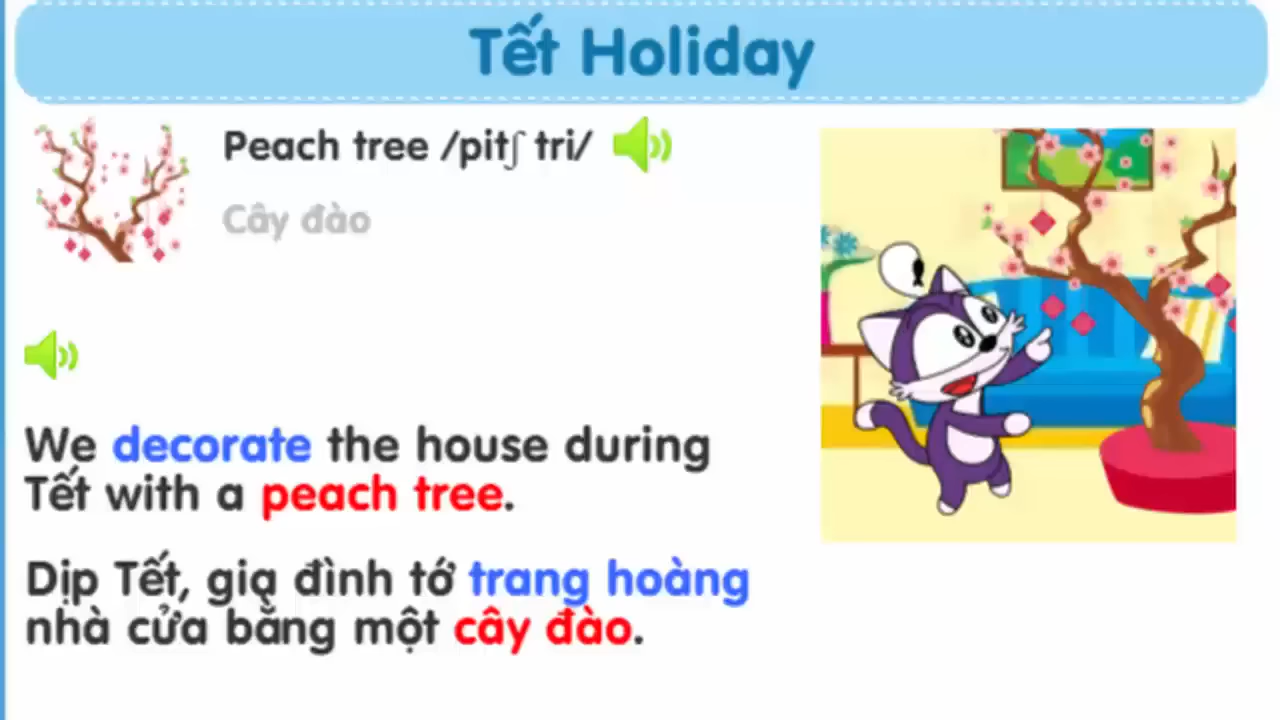 Tết Holiday
Peach tree /pitʃ tri/
Cây đào
We decorate the house during
Tết with a peach tree.
Dịp Tết, gia đình tớ trang hoàng
nhà cửa bằng một cây đào.